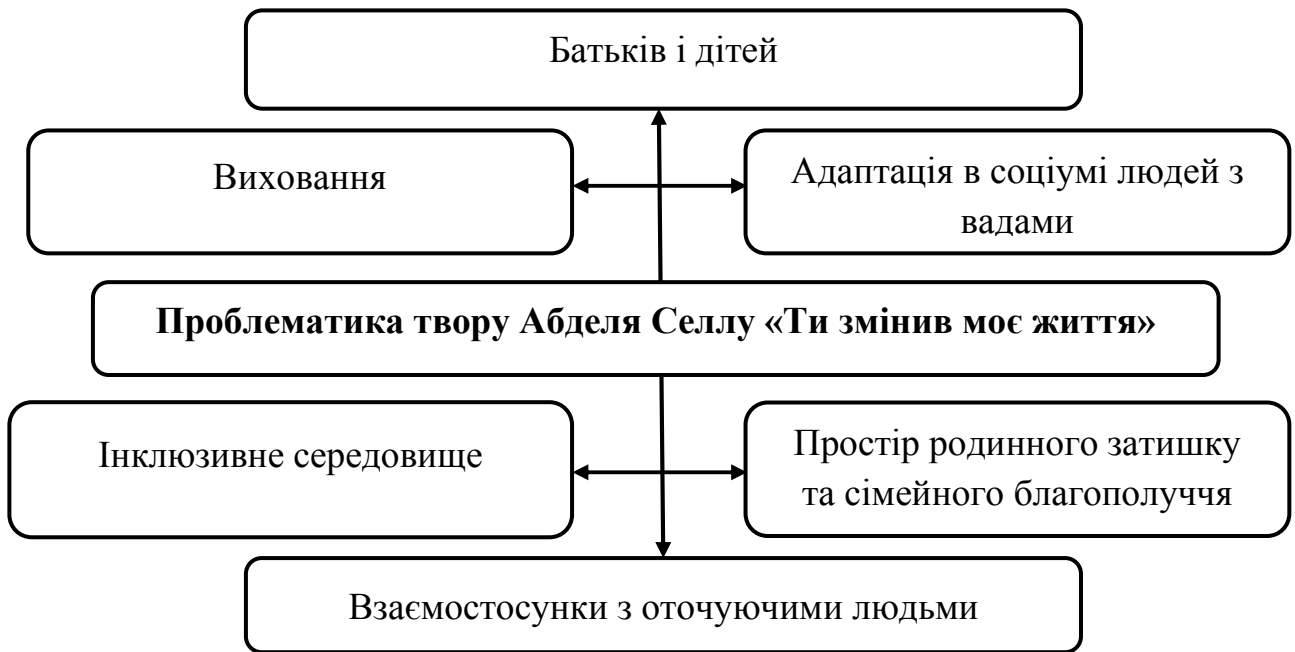 Батьків і дітей
Виховання
Адаптація в соціумі людей з
вадами
Проблематика твору Абделя Селлу «Ти змінив моє життя»
Інклюзивне середовище
Простір родинного затишку
та сімейного благополуччя
Взаємостосунки з оточуючими людьми